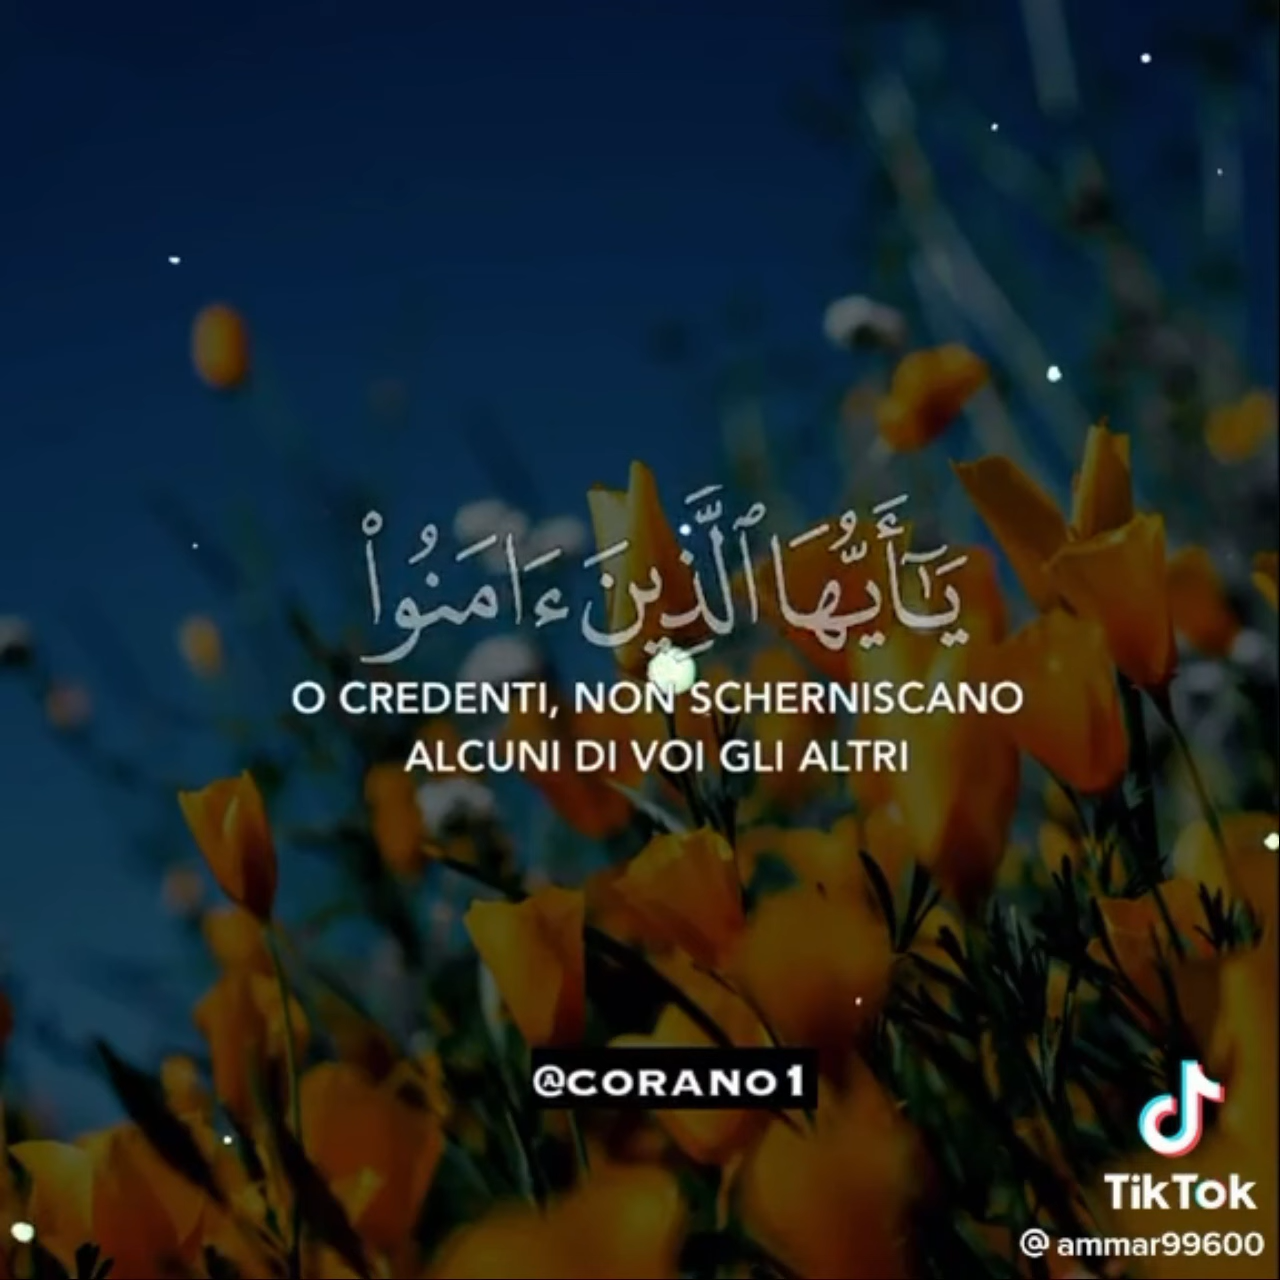 يَـٰٓأَيُّهَا ٱلَّذِينَ ءَامَنُوا۟
O CREDENTI, NON SCHERNISCANO
ALCUNI DI VOI GLI ALTRI
@CORANO1
TikTok
@ammar99600